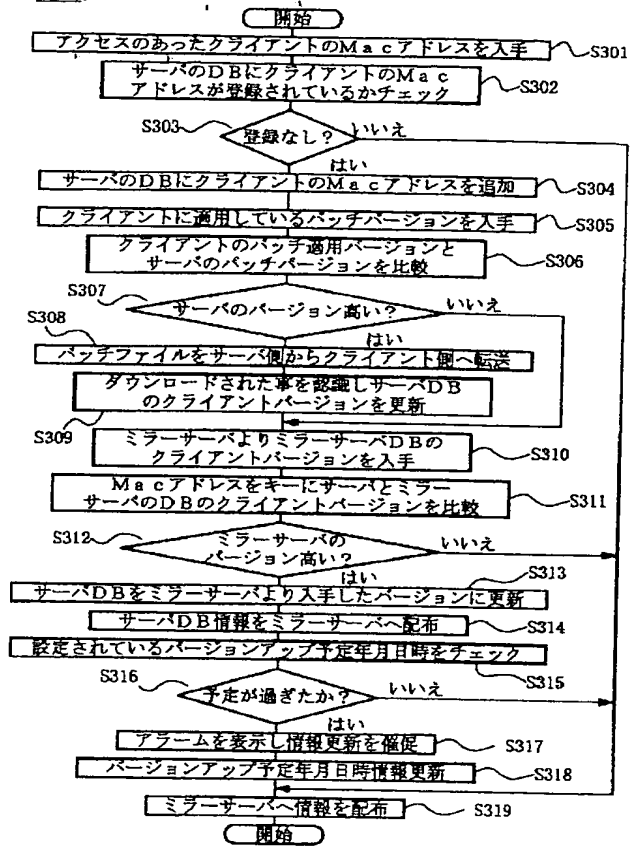 開始
アクセスのあったクライアントのMacアドレスを入手
S301
サーバのDBにクライアントのMac
アドレスが登録されているかチェック
S302
S303
登録なし?
いいえ
はい
サーバのDBにクライアントのMacアドレスを追加
S304
クライアントに適用しているパッチバージョンを入手
S305
クライアントのパッチ適用バージョンと
サーバのパッチバージョンを比較
S306
S307
サーバのバージョン高い?
いいえ
S308
はい
パッチファイルをサーバ側からクライアント側へ転送
ダウンロードされた事を認識しサーバDB
のクライアントバージョンを更新
S309
ミラーサーバよりミラーサーバDBの
クライアントバージョンを入手
S310
Macアドレスをキーにサーバとミラー
サーバのDBのクライアントバージョンを比較
S311
S312
ミラーサーバの
バージョン高い?
いいえ
はい
S313
サーバDBをミラーサーバより入手したバージョンに更新
サーバDB情報をミラーサーバへ配布
S314
設定されているバージョンアップ予定年月日時をチェック
S315
S316
予定が過ぎたか?
いいえ
はい
アラームを表示し情報更新を催促
S317
バージョンアップ予定年月日時情報更新
S318
ミラーサーバへ情報を配布
S319
開始